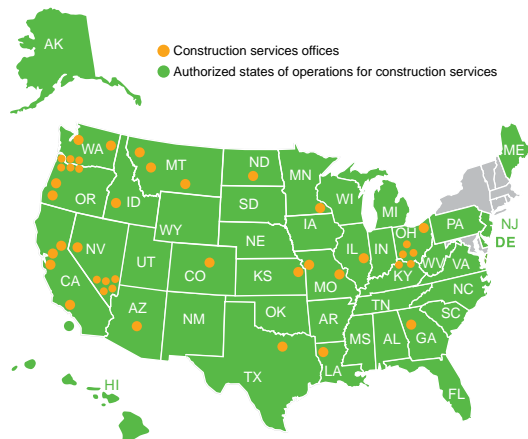 AK
Construction services offices
Authorized states of operations for construction services
WA
MT
ND
MN
ME
OR
ID
SD
WI
MI
WY
IA
PA
NJ
NE
OH
DE
NV
UT
IL
IN
WV
VA
CA
CO
KS
MO
KY
NC
TN
AZ
NM
OK
AR
SC
MS
AL
GA
TX
LA
HI
FL